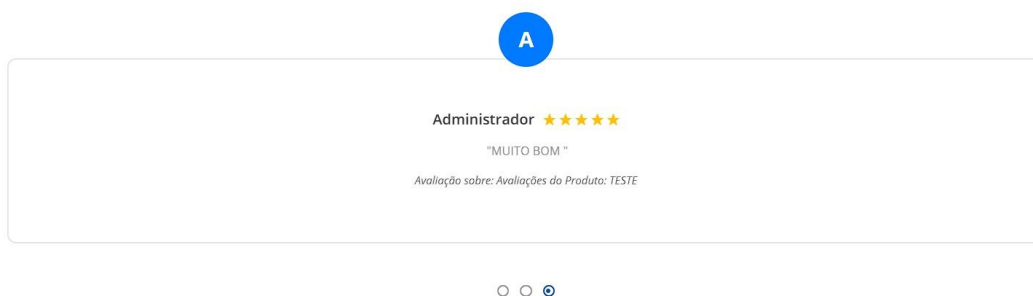 A
Administrador
"MUITO BOM "
Avaliação sobre: Avaliações do Produto: TESTE